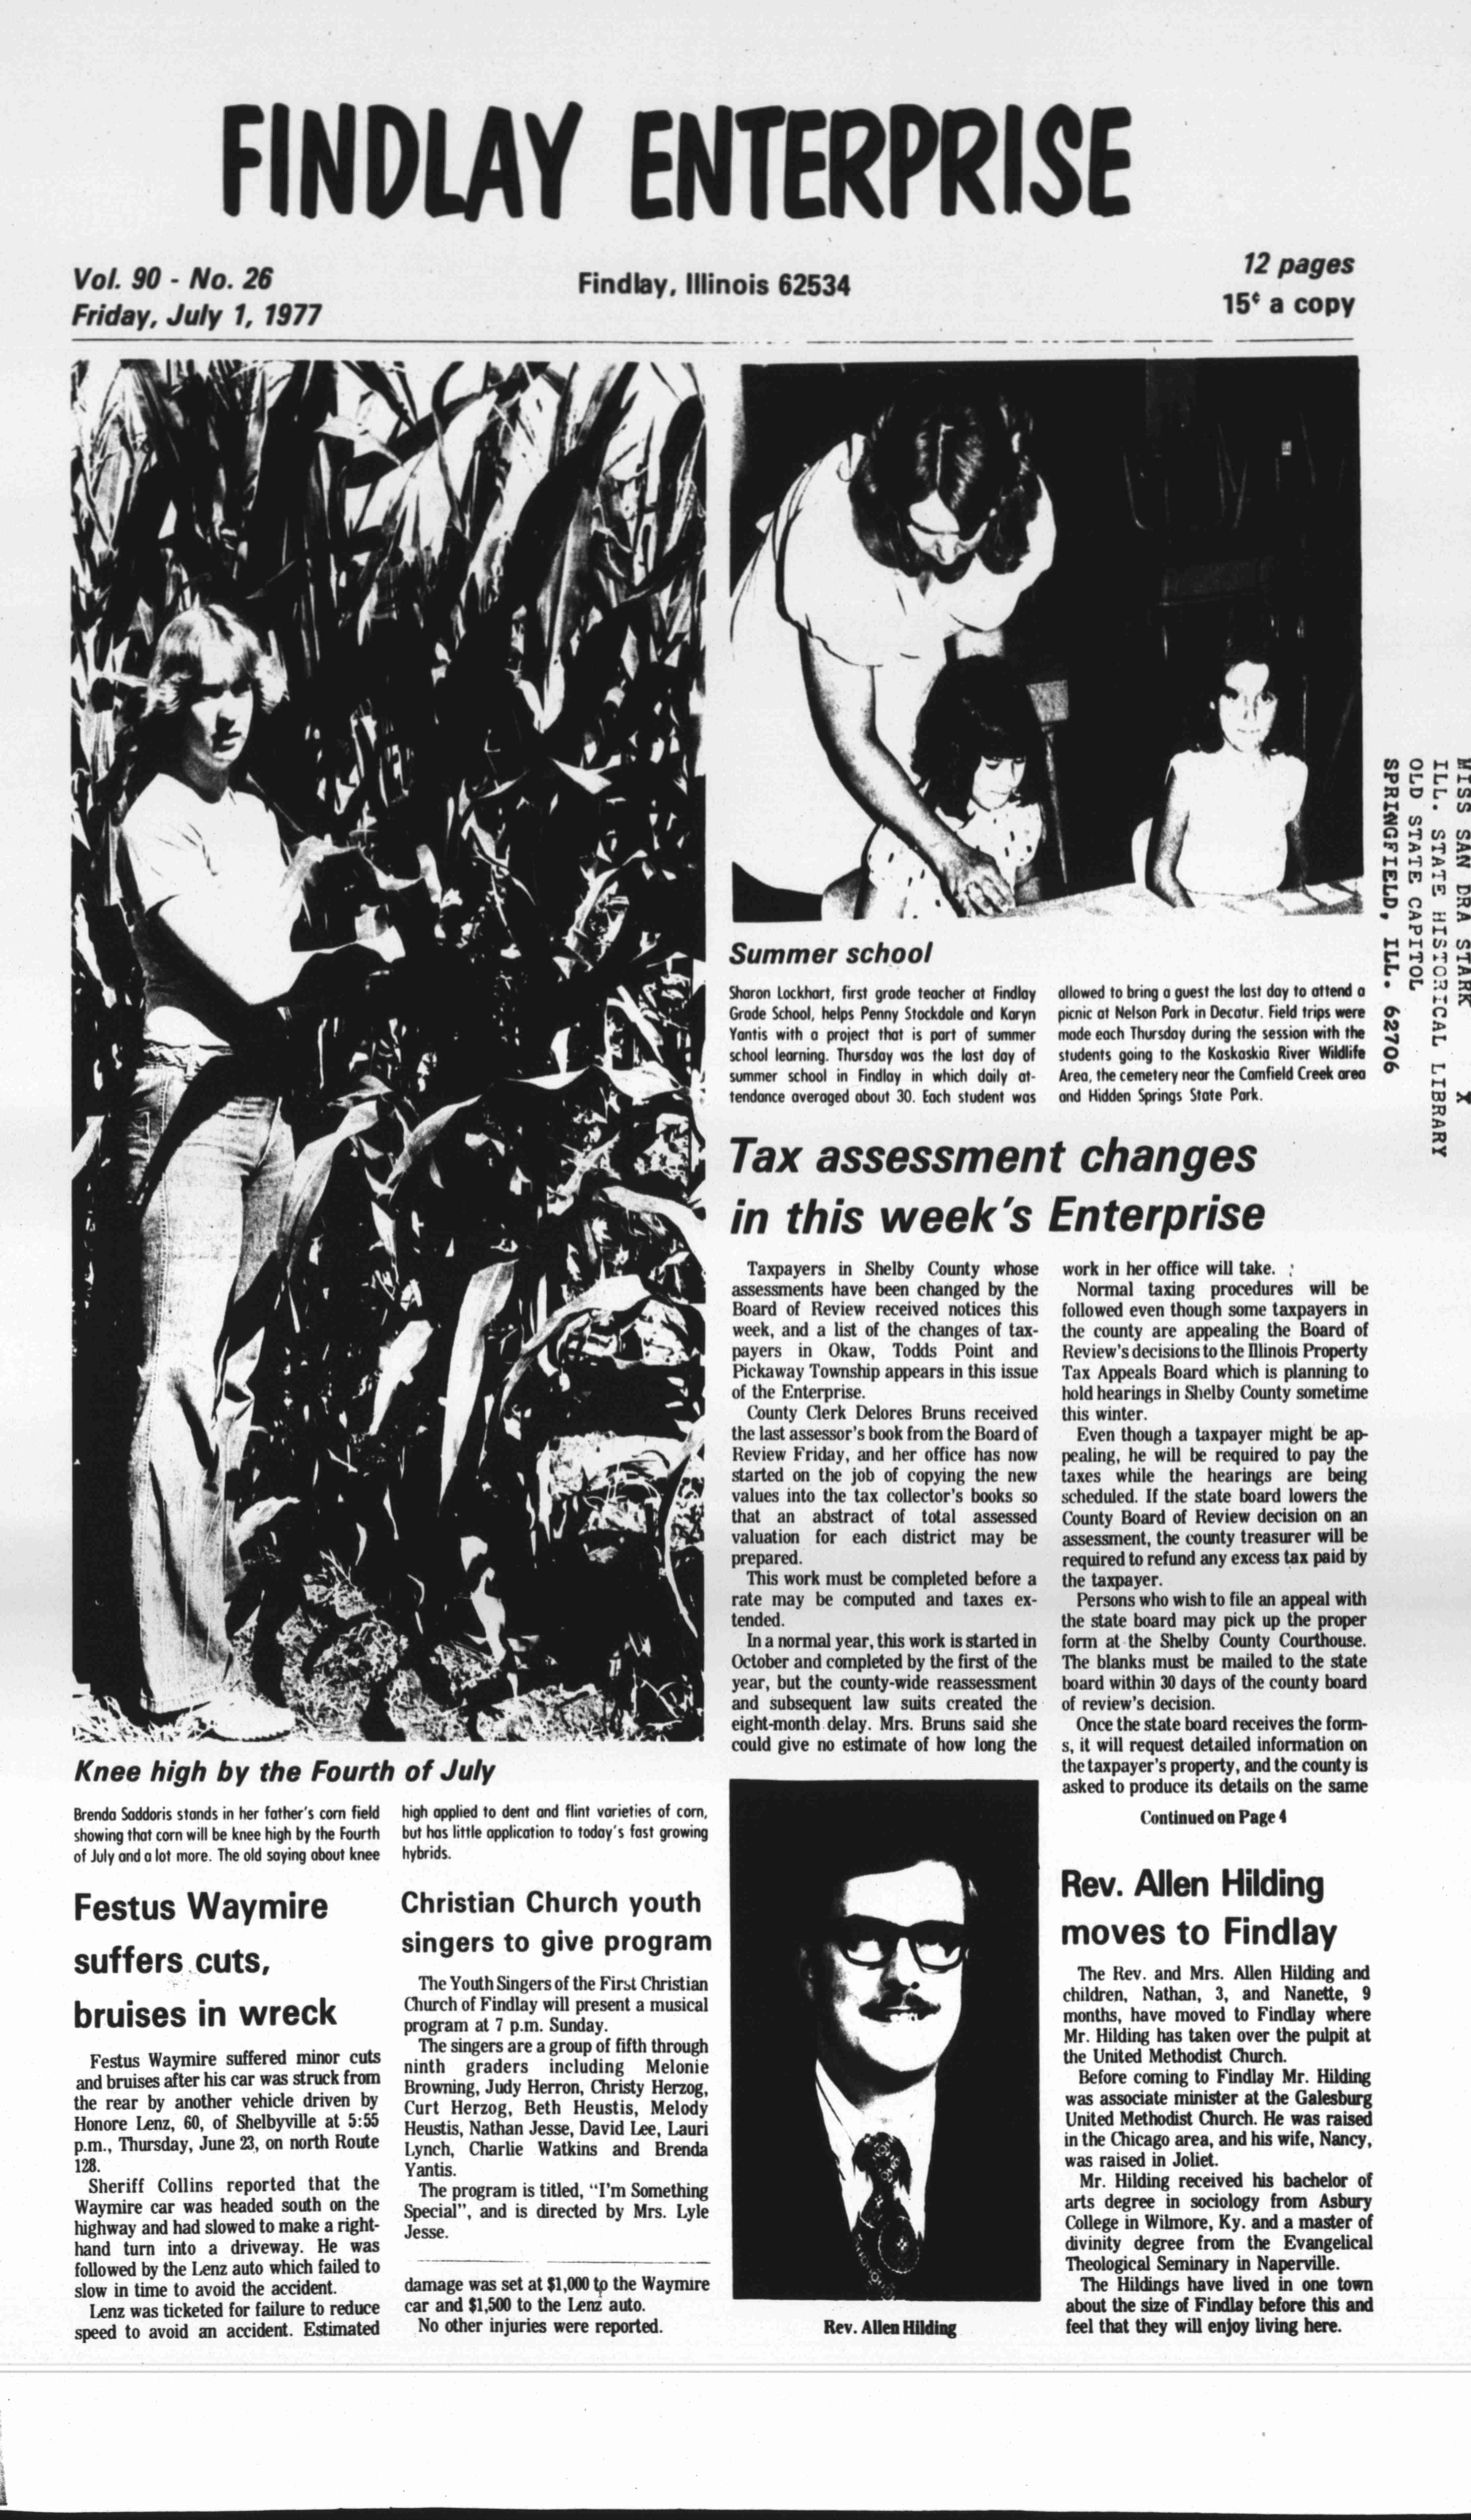 FINDLAY ENTERPRISE
Vol. 90 - No. 26
Friday, July 1, 1977
Findlay, Illinois 62534
12 pages
15¢ a copy
Summer school
Sharon Lockhart, first grade teacher at Findlay
Grade School, helps Penny Stockdale and Karyn
Yantis with a project that is part of summer
school learning. Thursday was the last day of
summer school in Findlay in which daily at-
tendance averaged about 30. Each student was
allowed to bring a guest the last day to attend a
picnic at Nelson Park in Decatur. Field trips were
made each Thursday during the session with the
students going to the Kaskaskia River Wildlife
Area, the cemetery near the Camfield Creek area
and Hidden Springs State Park.
MISS SAN DRA STARK
ILL. STATE HISTORICAL LIBRARY
OLD STATE CAPITOL
SPRINGFIELD, ILL. 62706
Tax assessment changes
in this week's Enterprise
Taxpayers in Shelby County whose
assessments have been changed by the
Board of Review received notices this
week, and a list of the changes of tax-
payers in Okaw, Todds Point and
Pickaway Township appears in this issue
of the Enterprise.
County Clerk Delores Bruns received
the last assessor's book from the Board of
Review Friday, and her office has now
started on the job of copying the new
values into the tax collector's books so
that an abstract of total assessed
valuation for each district may be
prepared.
This work must be completed before a
rate may be computed and taxes ex-
tended.
In a normal year, this work is started in
October and completed by the first of the
year, but the county-wide reassessment
and subsequent law suits created the
eight-month delay. Mrs. Bruns said she
could give no estimate of how long the
work in her office will take.
Normal taxing procedures will be
followed even though some taxpayers in
the county are appealing the Board of
Review's decisions to the Illinois Property
Tax Appeals Board which is planning to
hold hearings in Shelby County sometime
this winter.
Even though a taxpayer might be ap-
pealing, he will be required to pay the
taxes while the hearings are being
scheduled. If the state board lowers the
County Board of Review decision on an
assessment, the county treasurer will be
required to refund any excess tax paid by
the taxpayer.
Persons who wish to file an appeal with
the state board may pick up the proper
form at the Shelby County Courthouse.
The blanks must be mailed to the state
board within 30 days of the county board
of review's decision.
Once the state board receives the form-
s, it will request detailed information on
the taxpayer's property, and the county is
asked to produce its details on the same
Continued on Page 4
Knee high by the Fourth of July
Brenda Saddoris stands in her father's corn field
showing that corn will be knee high by the Fourth
of July and a lot more. The old saying about knee
high applied to dent and flint varieties of corn,
but has little application to today's fast growing
hybrids.
Festus Waymire
suffers cuts,
bruises in wreck
Festus Waymire suffered minor cuts
and bruises after his car was struck from
the rear by another vehicle driven by
Honore Lenz, 60, of Shelbyville at 5:55
p.m., Thursday, June 23, on north Route
128.
Sheriff Collins reported that the
Waymire car was headed south on the
highway and had slowed to make a right-
hand turn into a driveway. He was
followed by the Lenz auto which failed to
slow in time to avoid the accident.
Lenz was ticketed for failure to reduce
speed to avoid an accident. Estimated
Christian Church youth
singers to give program
The Youth Singers of the First Christian
Church of Findlay will present a musical
program at 7 p.m. Sunday.
The singers are a group of fifth through
ninth graders including Melonie
Browning, Judy Herron, Christy Herzog,
Curt Herzog, Beth Heustis, Melody
Heustis, Nathan Jesse, David Lee, Lauri
Lynch, Charlie Watkins and Brenda
Yantis.
The program is titled, "I'm Something
Special", and is directed by Mrs. Lyle
Jesse.
damage was set at $1,000 to the Waymire
car and $1,500 to the Lenz auto.
No other injuries were reported.
Rev. Allen Hilding
Rev. Allen Hilding
moves to Findlay
The Rev. and Mrs. Allen Hilding and
children, Nathan, 3, and Nanette, 9
months, have moved to Findlay where
Mr. Hilding has taken over the pulpit at
the United Methodist Church.
Before coming to Findlay Mr. Hilding
was associate minister at the Galesburg
United Methodist Church. He was raised
in the Chicago area, and his wife, Nancy,
was raised in Joliet.
Mr. Hilding received his bachelor of
arts degree in sociology from Asbury
College in Wilmore, Ky. and a master of
divinity degree from the Evangelical
Theological Seminary in Naperville.
The Hildings have lived in one town
about the size of Findlay before this and
feel that they will enjoy living here.